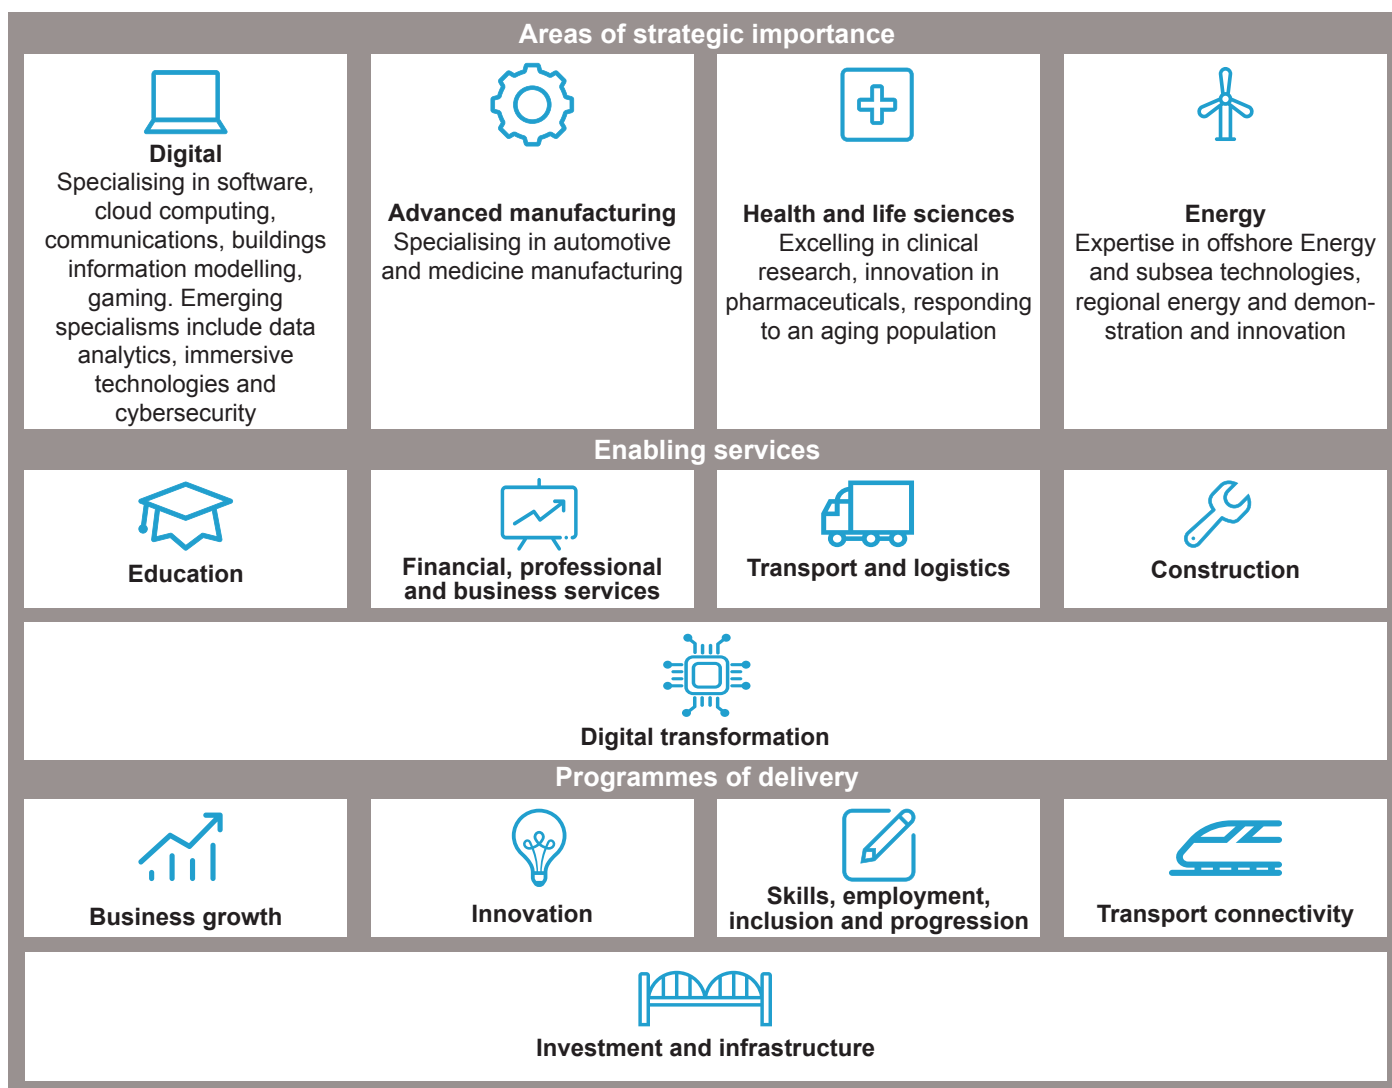 Areas of strategic importance
Digital
Specialising in software,
cloud computing,
communications, buildings
information modelling,
gaming. Emerging
specialisms include data
analytics, immersive
technologies and
cybersecurity
Advanced manufacturing
Specialising in automotive
and medicine manufacturing
Health and life sciences
Excelling in clinical
research, innovation in
pharmaceuticals, responding
to an aging population
Energy
Expertise in offshore Energy
and subsea technologies,
regional energy and demon-
stration and innovation
Enabling services
Education
Financial, professional
and business services
Transport and logistics
Construction
Digital transformation
Programmes of delivery
Business growth
Innovation
Skills, employment,
inclusion and progression
Transport connectivity
Investment and infrastructure